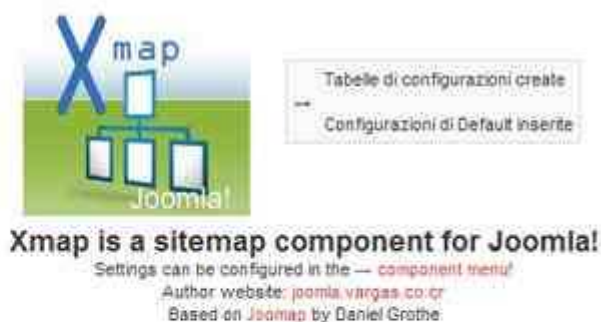 Xmap
Joomla!
Tabelle di configurazioni create
→
Configurazioni di Default inserite
Xmap is a sitemap component for Joomla!
Settings can be configured in the — component menu!
Author website: joomla.vargas.co.cr
Based on Joomap by Daniel Grothe